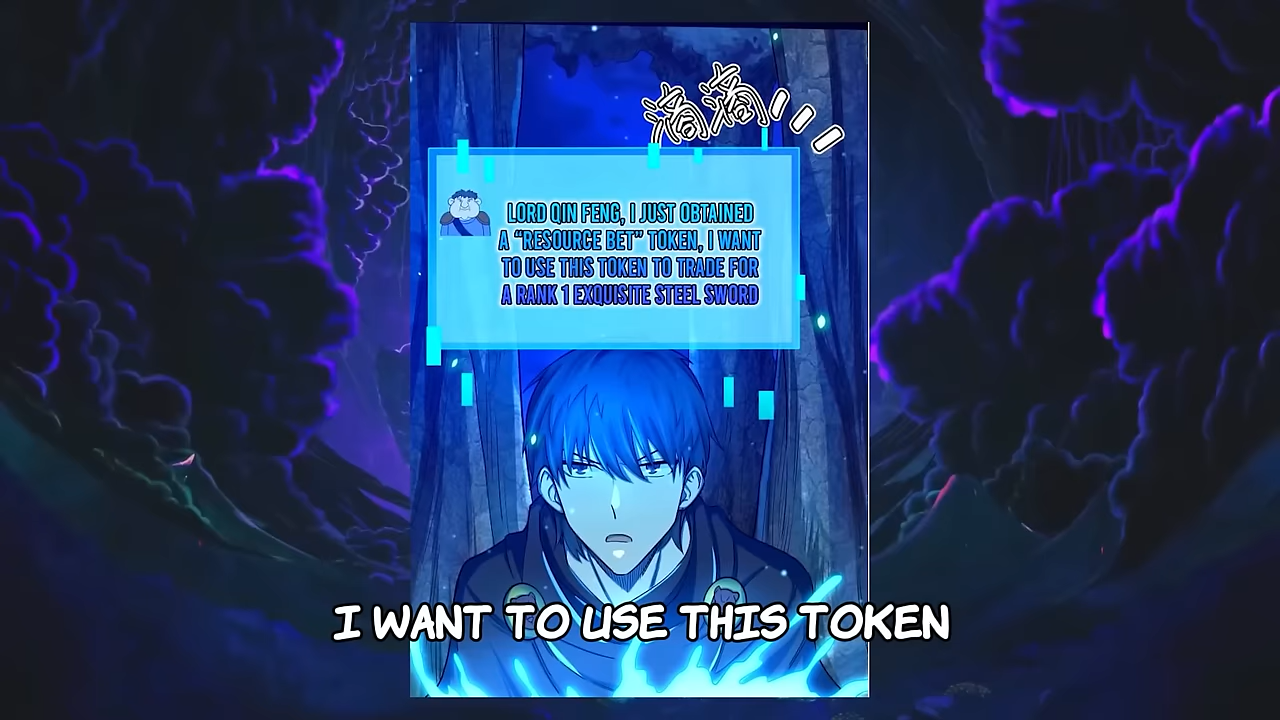 滴滴
LORD QIN FENG, I JUST OBTAINED
A “RESOURCE BET” TOKEN, I WANT
TO USE THIS TOKEN TO TRADE FOR
A RANK 1 EXQUISITE STEEL SWORD
I WANT TO USE THIS TOKEN